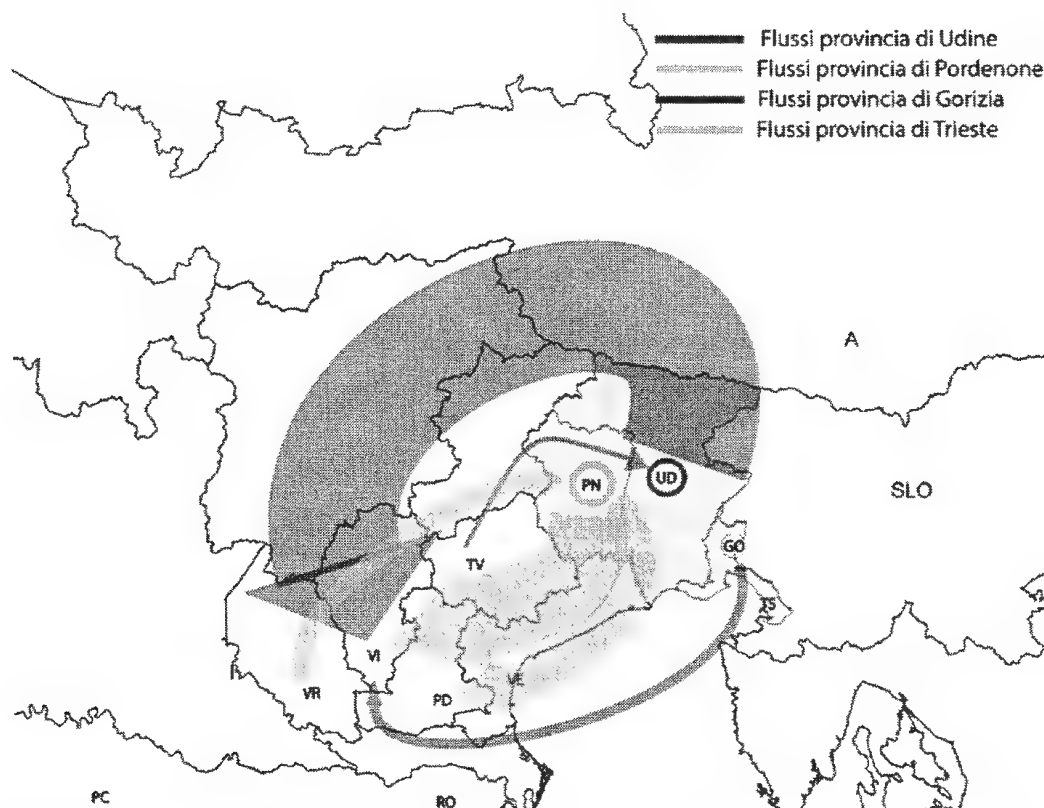 Flussi provincia di Udine
Flussi provincia di Pordenone
Flussi provincia di Gorizia
Flussi provincia di Trieste
A
UD
PN
SLO
GO
TV
TS
VI
VE
VR
PD
PC
RO